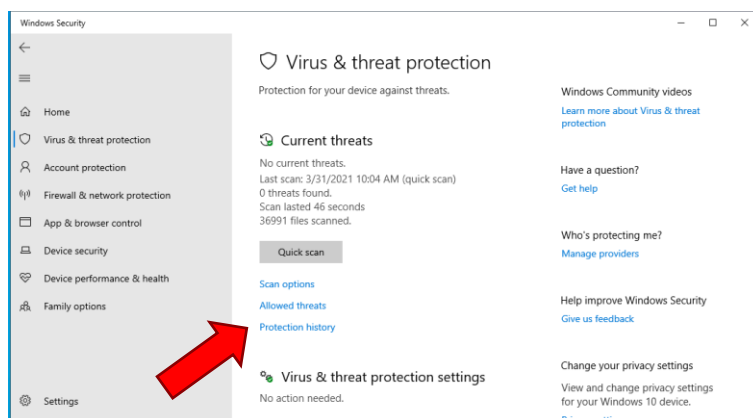 Windows Security
Home
Virus & threat protection
Account protection
Firewall & network protection
App & browser control
Device security
Device performance & health
Family options
Settings
Virus & threat protection
Protection for your device against threats.
Current threats
No current threats.
Last scan: 3/31/2021 10:04 AM (quick scan)
0 threats found.
Scan lasted 46 seconds
36991 files scanned.
Quick scan
Scan options
Allowed threats
Protection history
Virus & threat protection settings
No action needed.
Windows Community videos
Learn more about Virus & threat
protection
Have a question?
Get help
Who's protecting me?
Manage providers
Help improve Windows Security
Give us feedback
Change your privacy settings
View and change privacy settings
for your Windows 10 device.